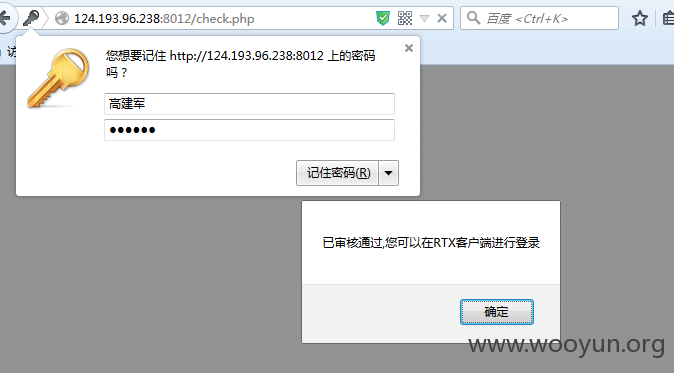 124.193.96.238:8012/check.php
百度 <Ctrl+K>
您想要记住 http://124.193.96.238:8012 上的密码
吗？
高建军
●●●●●●
记住密码(R)
已审核通过,您可以在RTX客户端进行登录
确定
www.wooyun.org